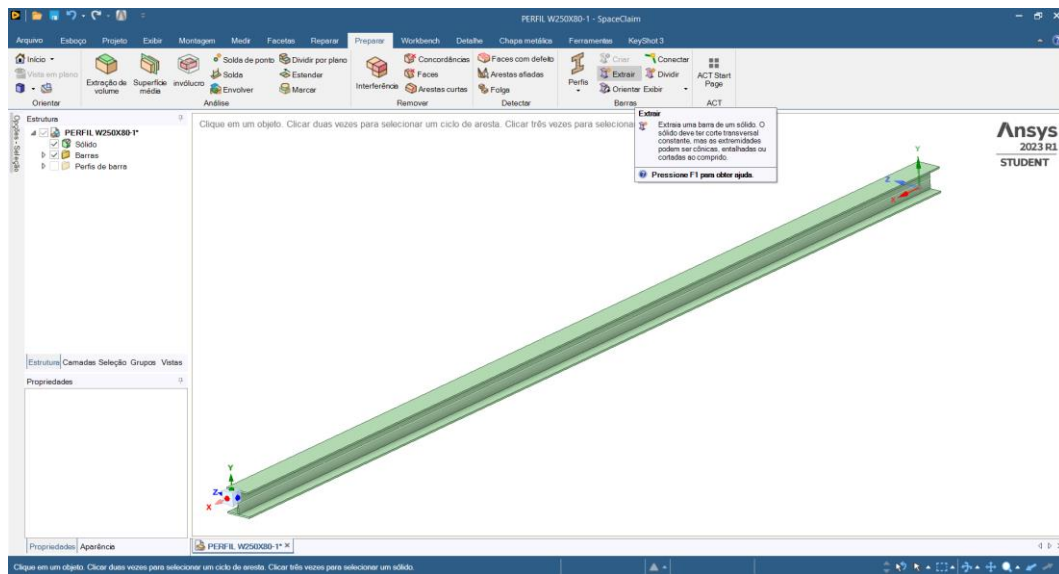 PERFIL W250X80-1 - SpaceClaim
Arquivo Esboço Projeto Exibir Montagem Medir Facetas Reparar Preparar Workbench Detalhe Chapa metálica Ferramentas KeyShot 3
Início
Vista em plano
Orientar
Extração de volume
Superfície média
invólucro
Solda de ponto
Solda
Envolver
Dividir por plano
Estender
Marcar
Análise
Interferência
Concordâncias
Faces
Arestas curtas
Remover
Faces com defeito
Arestas afiadas
Folga
Detectar
Perfis
Criar
Extrair
Orientar Exibir
Conectar
Dividir
Barras
ACT Start Page
ACT
Opções - Seleção
Estrutura
PERFIL W250X80-1*
Sólido
Barras
Perfis de barra
Clique em um objeto. Clicar duas vezes para selecionar um ciclo de aresta. Clicar três vezes para seleciona
Extrair
Extraia uma barra de um sólido. O
sólido deve ter corte transversal
constante, mas as extremidades
podem ser cônicas, entalhadas ou
cortadas ao comprido.
Pressione F1 para obter ajuda.
Ansys
2023 R1
STUDENT
Y
Z
X
Estrutura Camadas Seleção Grupos Vistas
Propriedades
Y
Z
X
Propriedades Aparência
PERFIL W250X80-1*
Clique em um objeto. Clicar duas vezes para selecionar um ciclo de aresta. Clicar três vezes para selecionar um sólido.